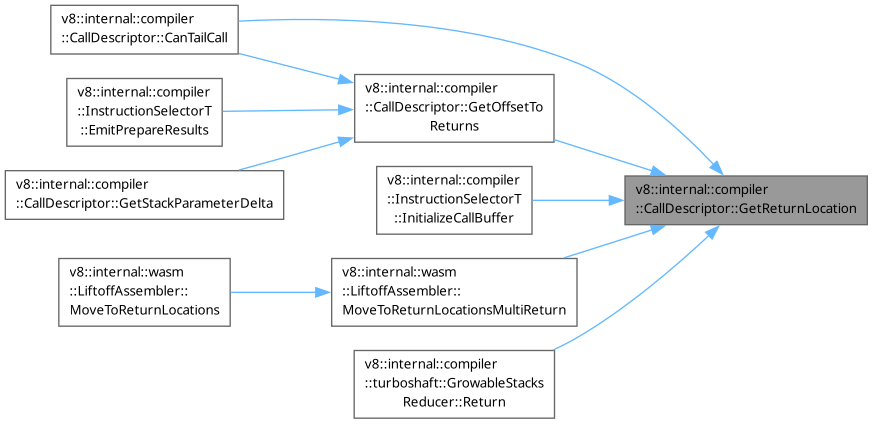 v8::internal::compiler
::CallDescriptor::CanTailCall
v8::internal::compiler
::InstructionSelectorT
::EmitPrepareResults
v8::internal::compiler
::CallDescriptor::GetStackParameterDelta
v8::internal::wasm
::LiftoffAssembler::
MoveToReturnLocations
v8::internal::compiler
::CallDescriptor::GetOffsetTo
Returns
v8::internal::compiler
::InstructionSelectorT
::InitializeCallBuffer
v8::internal::wasm
::LiftoffAssembler::
MoveToReturnLocationsMultiReturn
v8::internal::compiler
::turboshaft::GrowableStacks
Reducer::Return
v8::internal::compiler
::CallDescriptor::GetReturnLocation